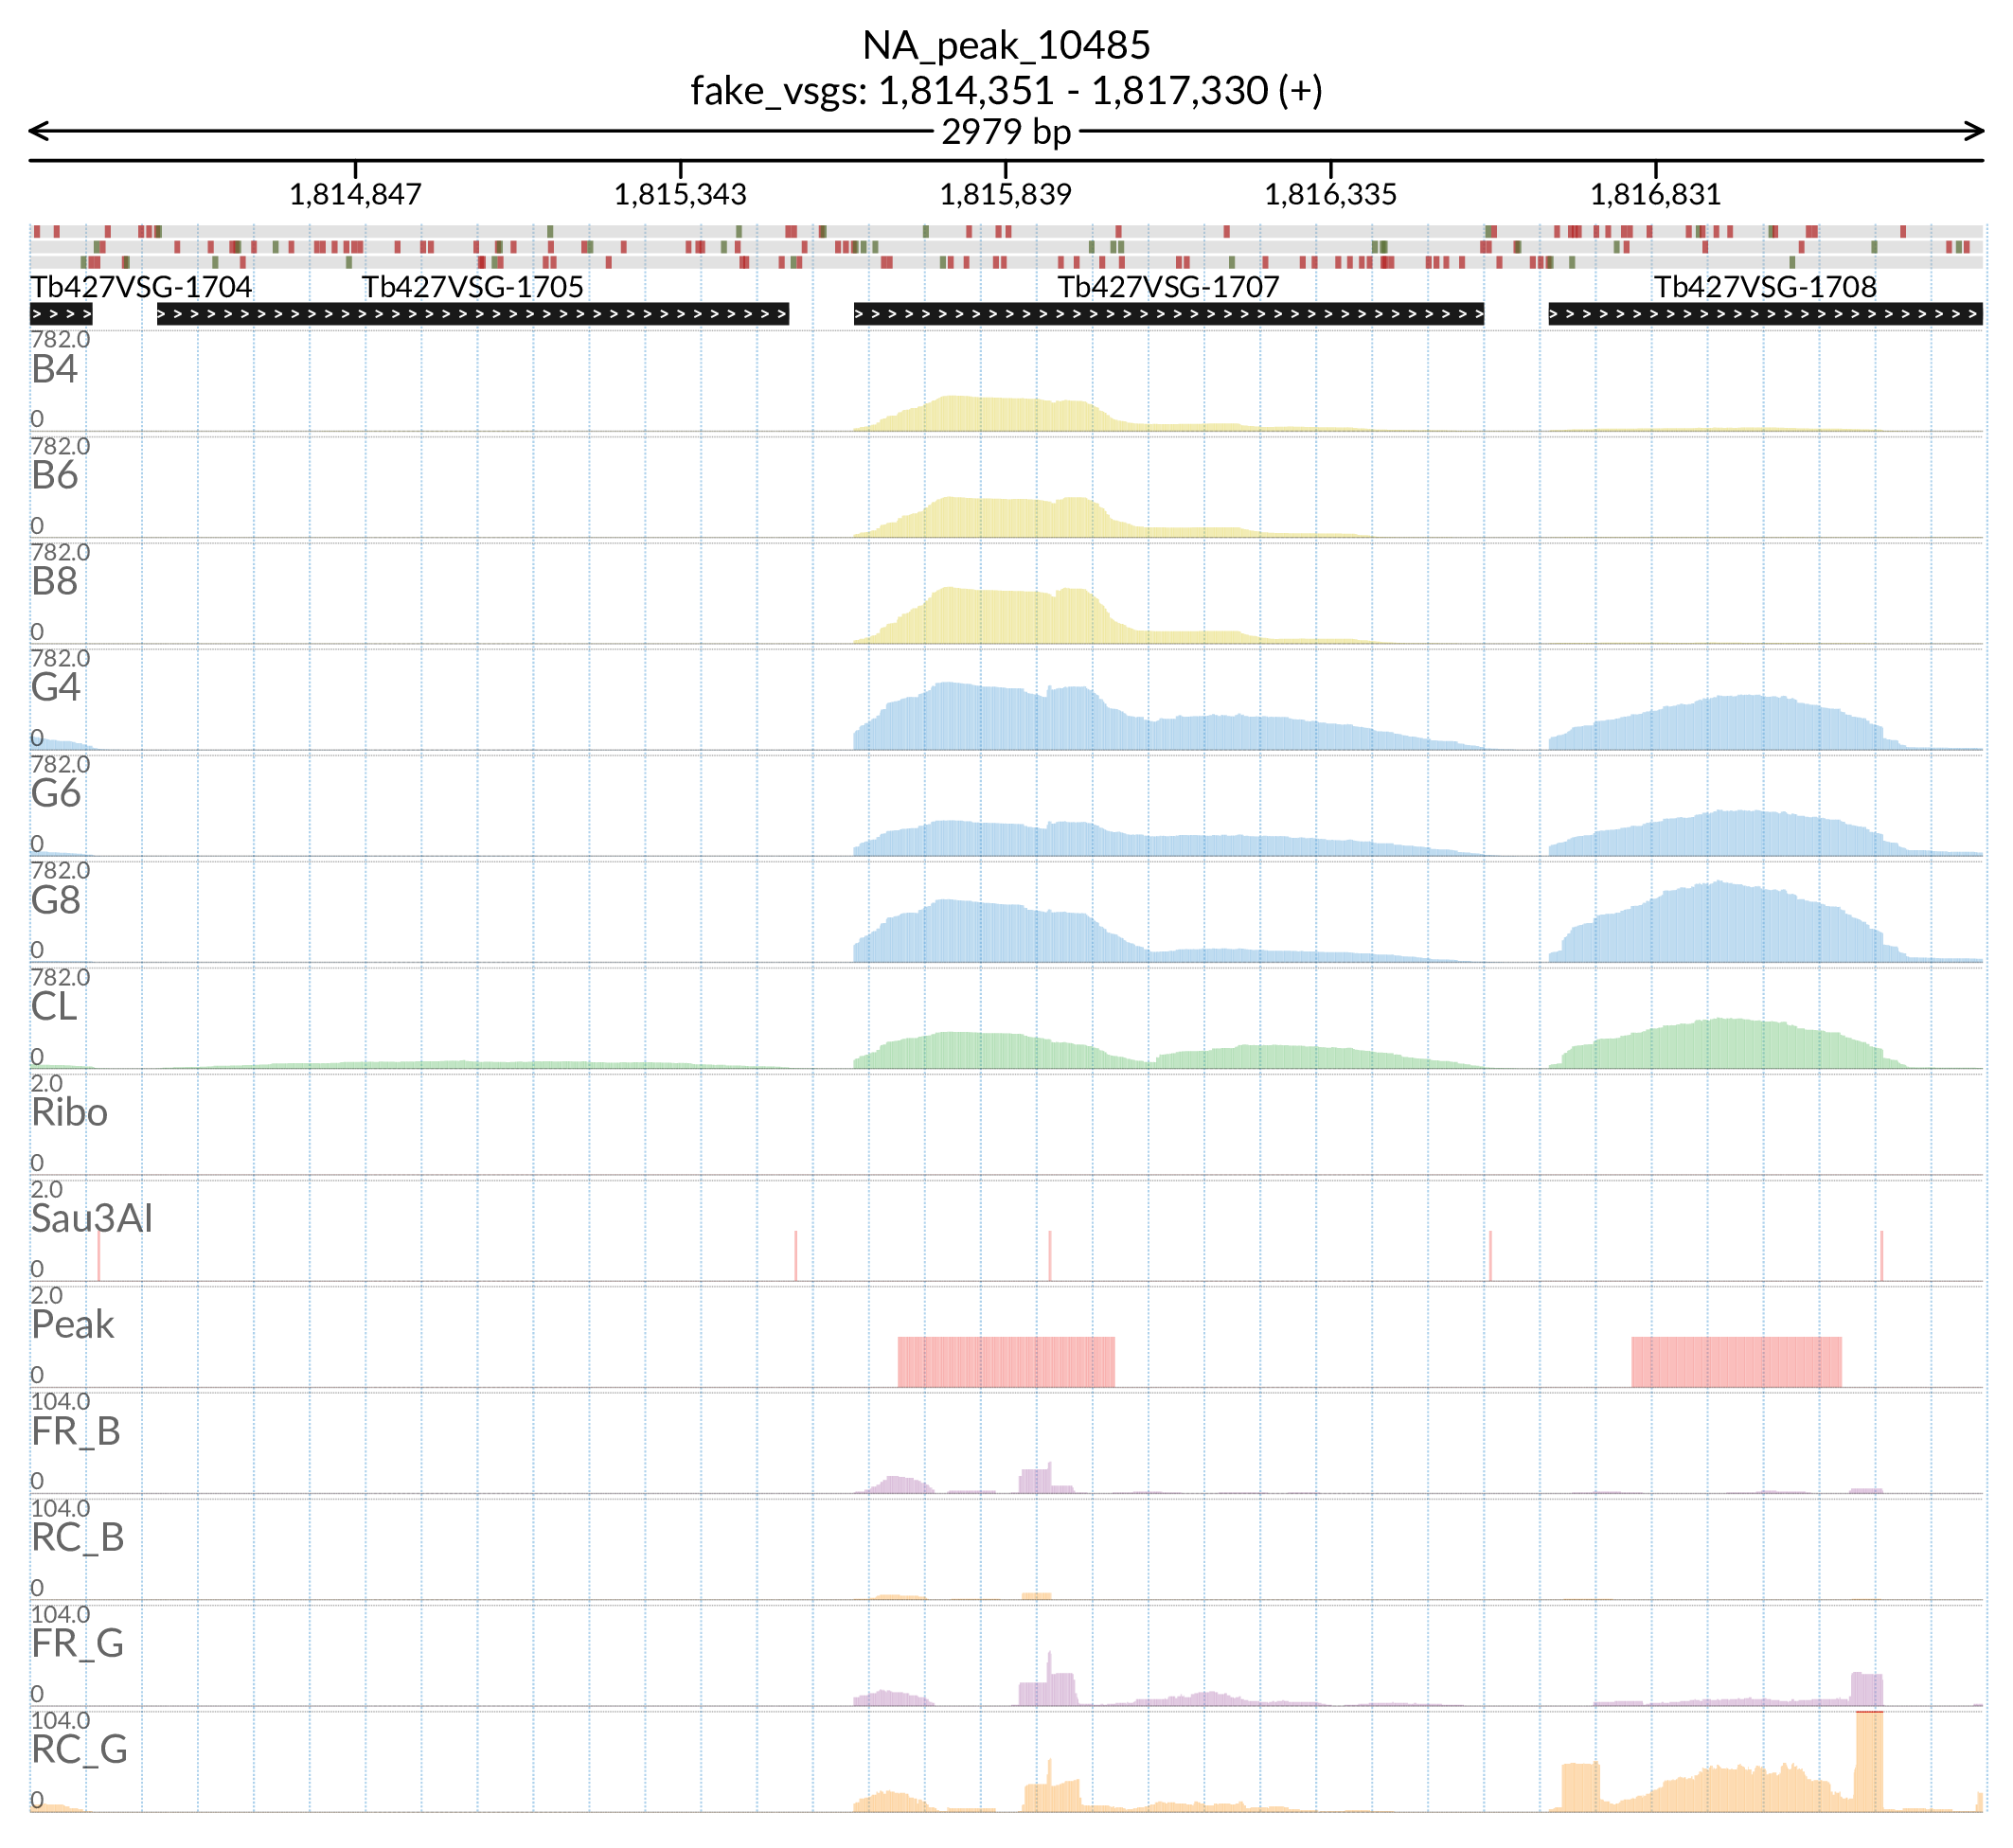 NA_peak_10485
fake_vsgs: 1,814,351 - 1,817,330 (+)
2979 bp
1,814,847 1,815,343 1,815,839 1,816,335 1,816,831
Tb427VSG-1704 Tb427VSG-1705 Tb427VSG-1707 Tb427VSG-1708
782.0
B4
0
782.0
B6
0
782.0
B8
0
782.0
G4
0
782.0
G6
0
782.0
G8
0
782.0
CL
0
2.0
Ribo
0
2.0
Sau3AI
0
2.0
Peak
0
104.0
FR_B
0
104.0
RC_B
0
104.0
FR_G
0
104.0
RC_G
0